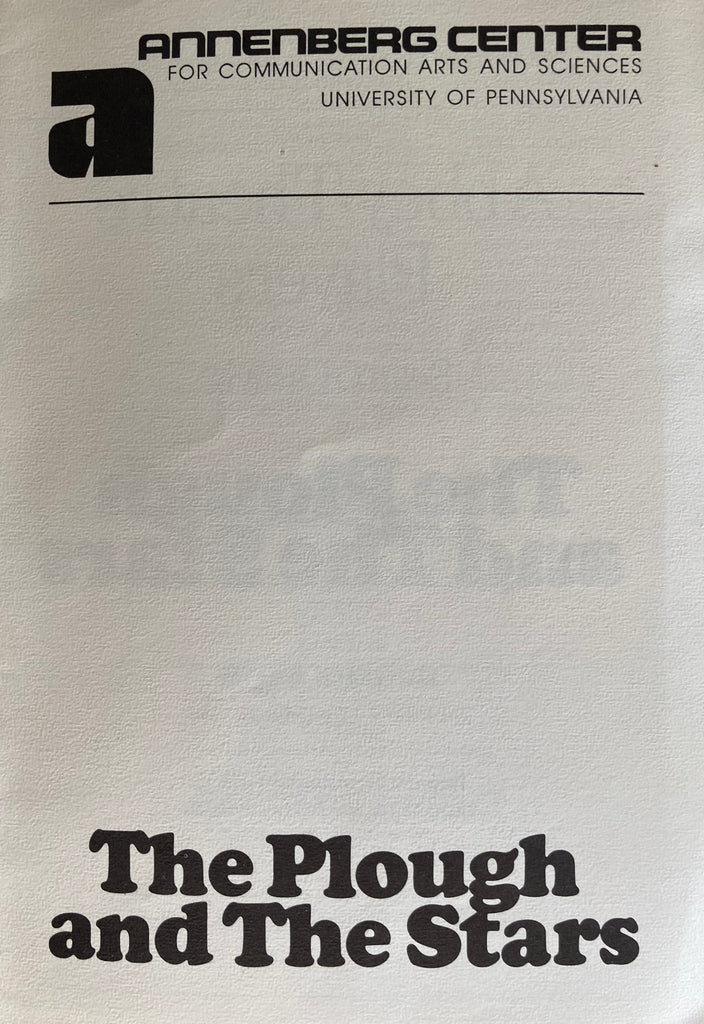 ANNENBERG CENTER
FOR COMMUNICATION ARTS AND SCIENCES
UNIVERSITY OF PENNSYLVANIA
a
The Plough
and The Stars